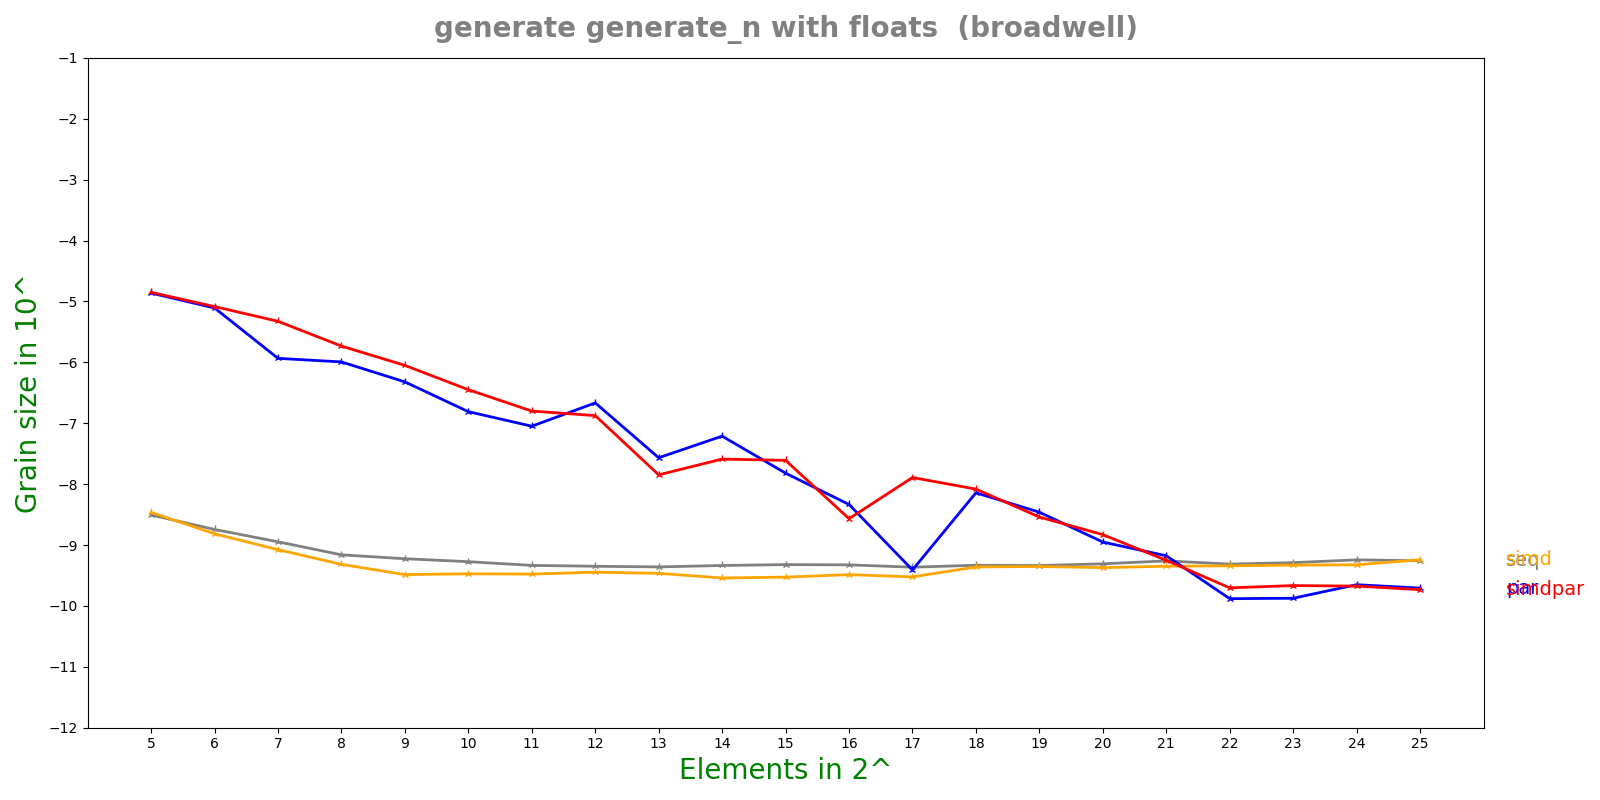 generate generate_n with floats  (broadwell)
Grain size in 10^
−1
−2
−3
−4
−5
−6
−7
−8
−9
−10
−11
−12
5 6 7 8 9 10 11 12 13 14 15 16 17 18 19 20 21 22 23 24 25
Elements in 2^
simd
seq
par
simdpar